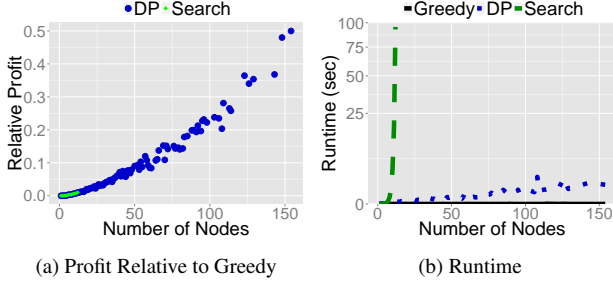 DP Search
Relative Profit
0.5
0.4
0.3
0.2
0.1
0.0
0 50 100 150
Number of Nodes
(a) Profit Relative to Greedy
Greedy DP Search
Runtime (sec)
100
75
50
25
0
0 50 100 150
Number of Nodes
(b) Runtime